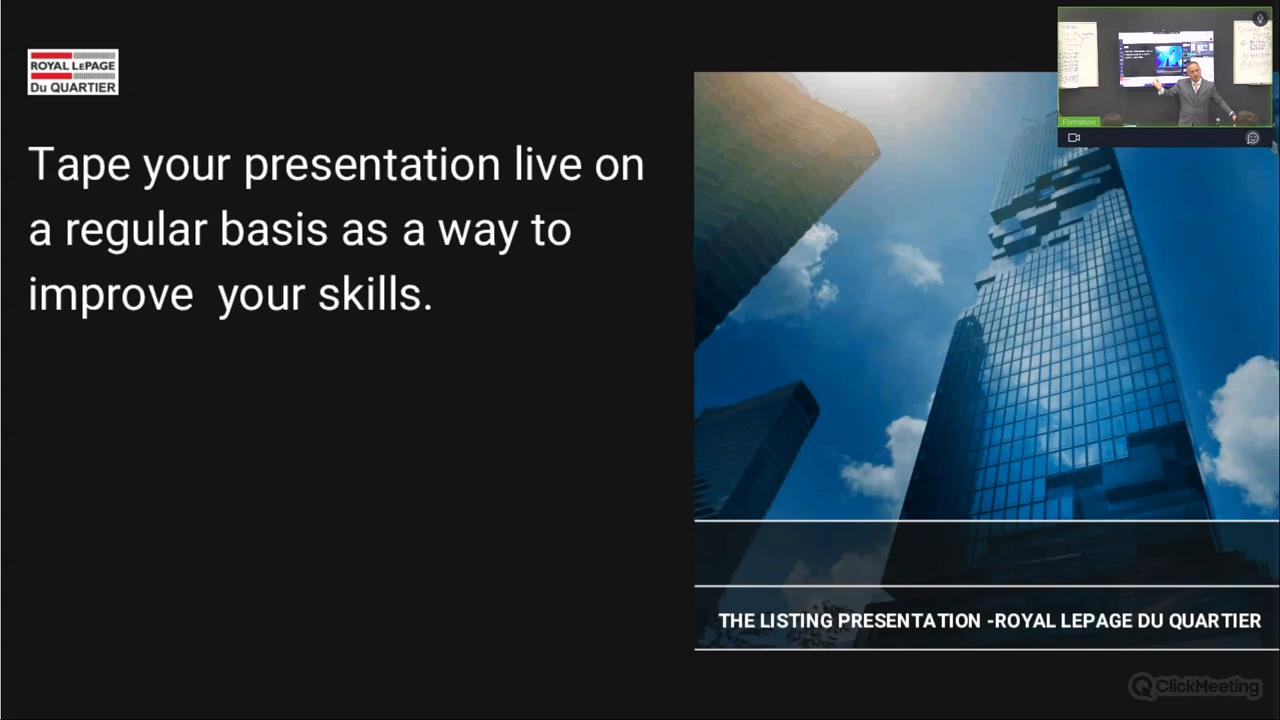 ROYAL LEPAGE
DU QUARTIER
Tape your presentation live on
a regular basis as a way to
improve  your skills.
Formation
THE LISTING PRESENTATION -ROYAL LEPAGE DU QUARTIER
ClickMeeting